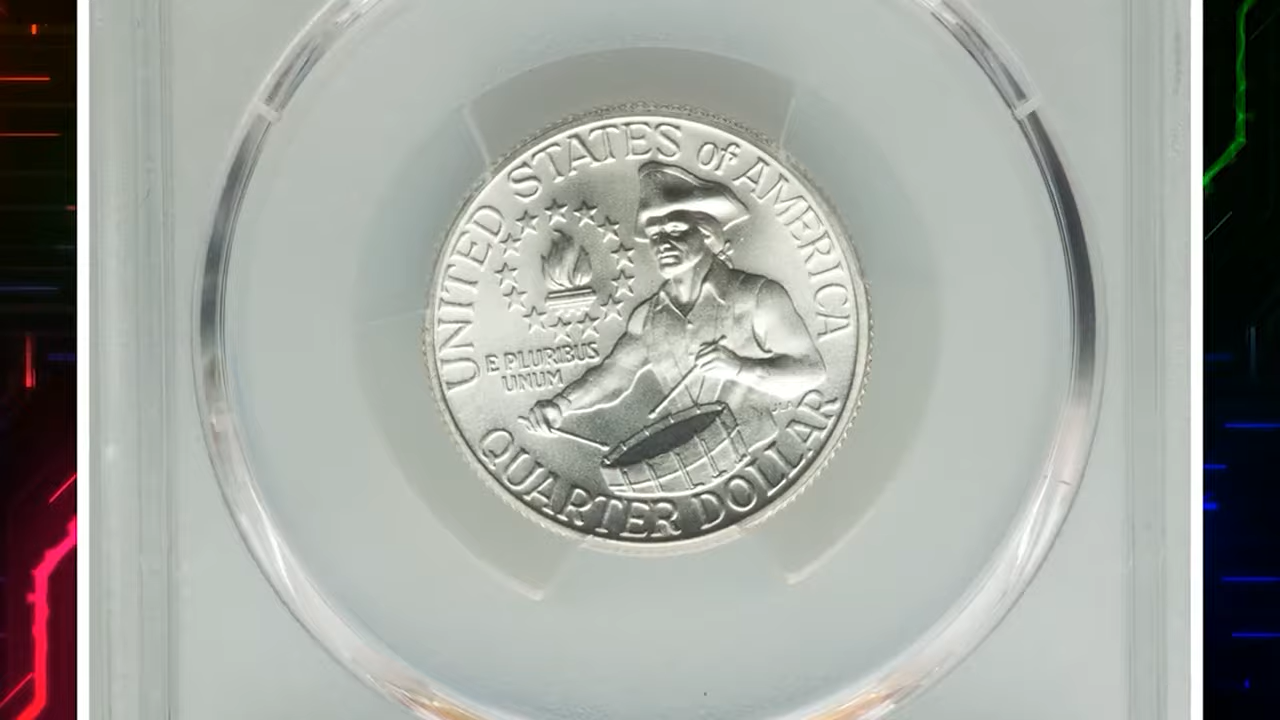 UNITED STATES of AMERICA
E PLURIBUS
UNUM
QUARTER DOLLAR